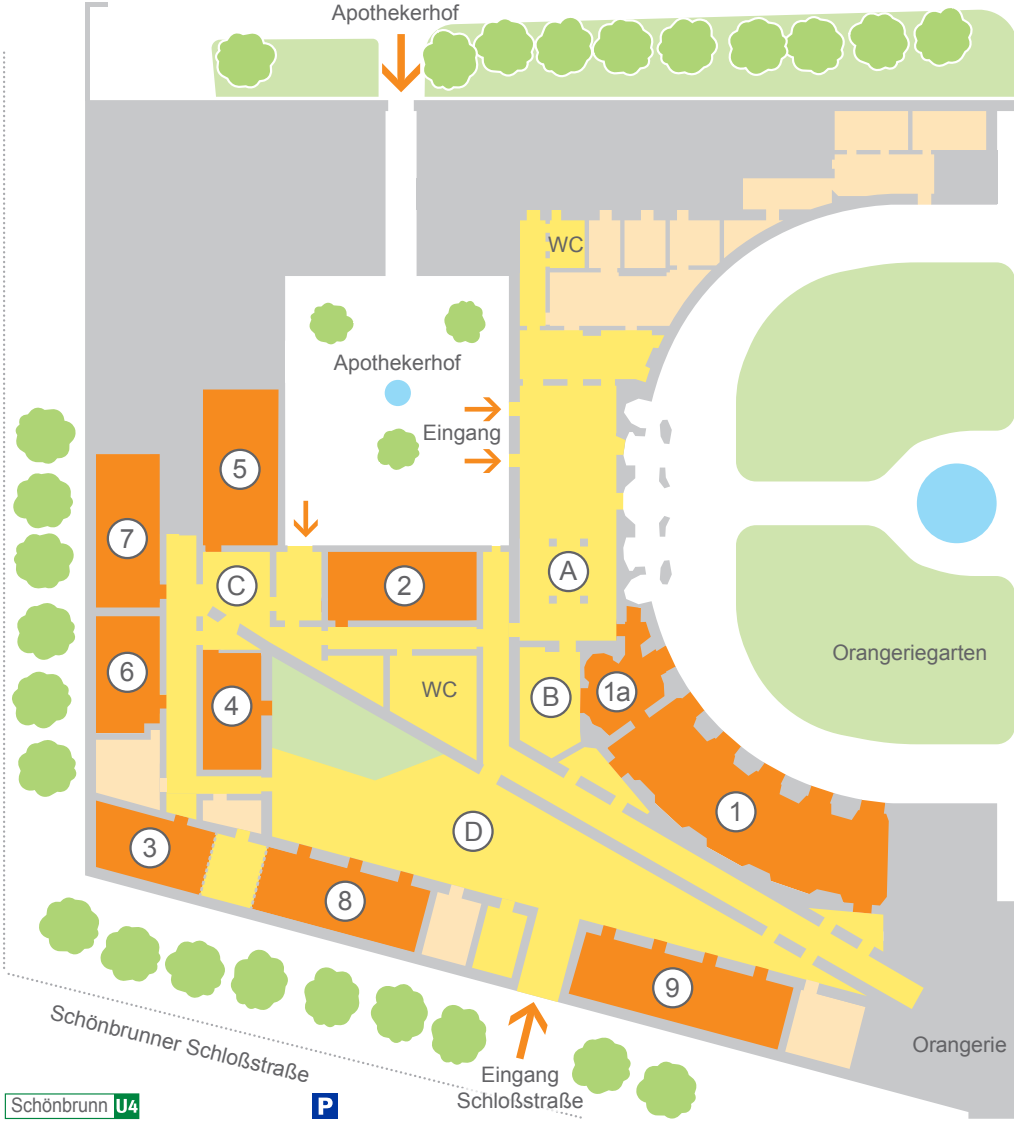 Apothekerhof
WC
Apothekerhof
Eingang
5
7
C
2
A
6
4
WC
B
1a
Orangeriegarten
1
3
D
8
9
Schönbrunner Schloßstraße
Orangerie
Eingang
Schloßstraße
Schönbrunn U4
P